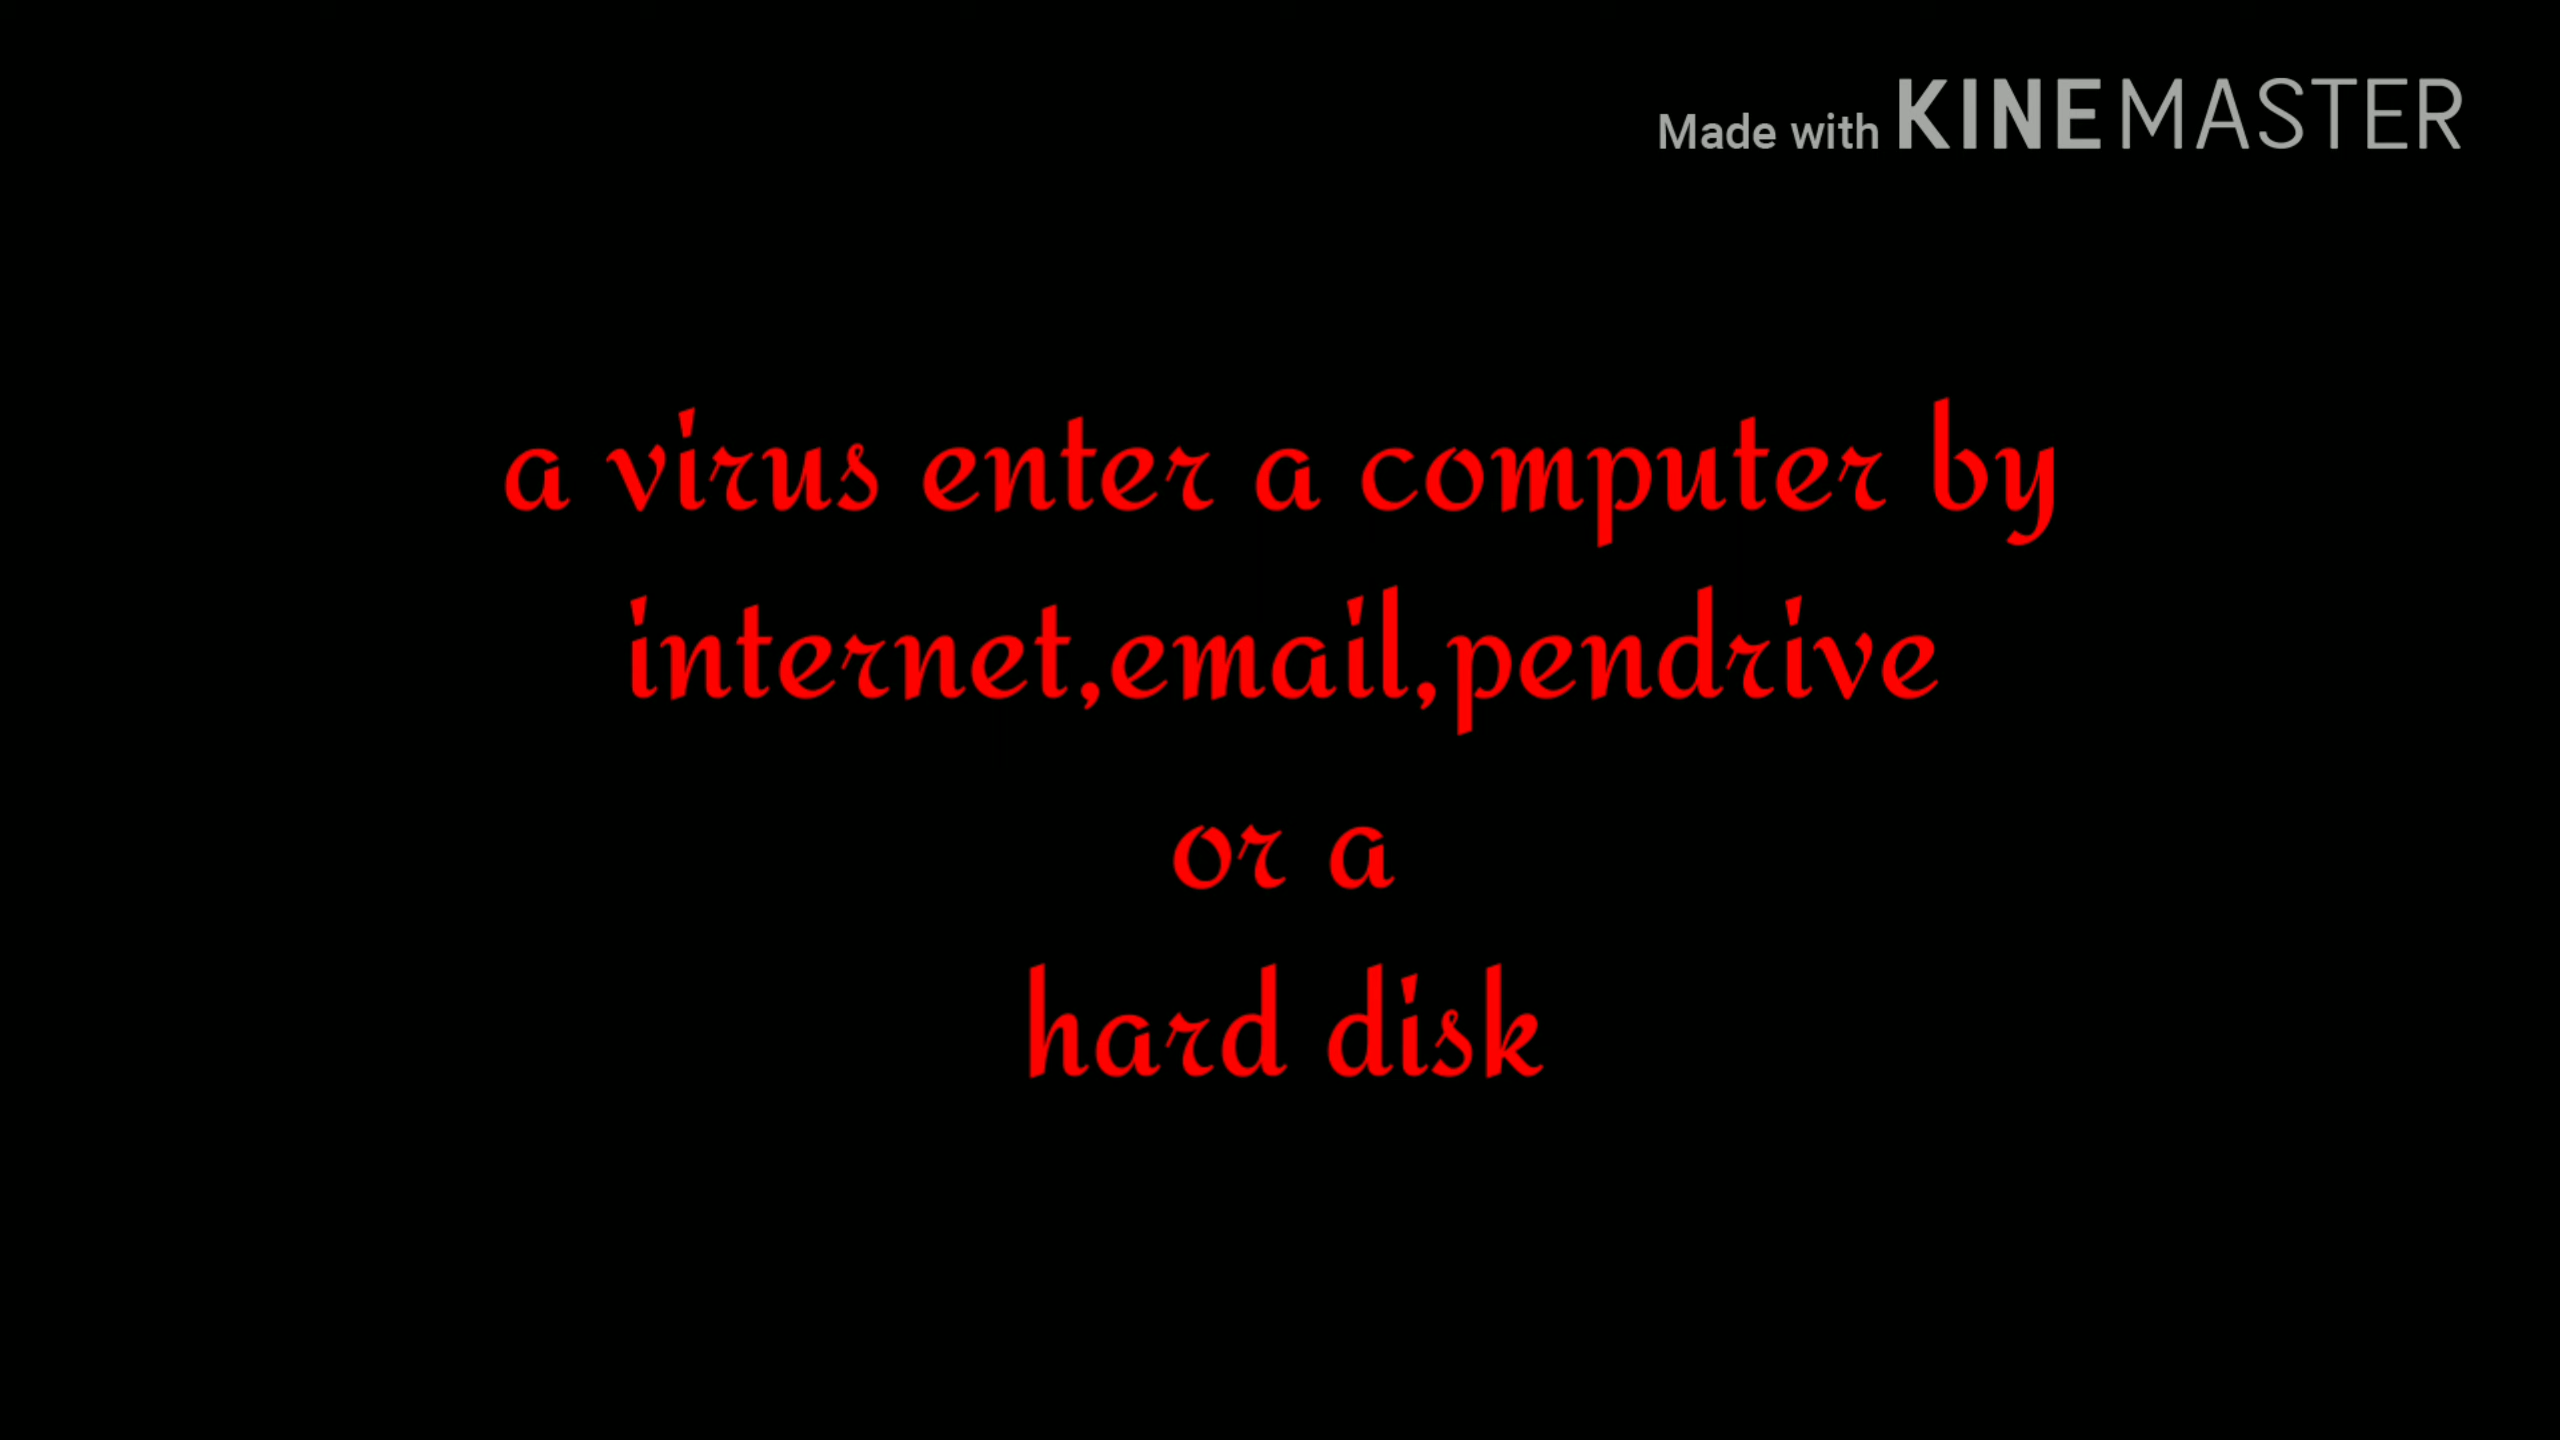 Made with KINEMASTER
a virus enter a computer by
internet,email,pendrive
or a
hard disk